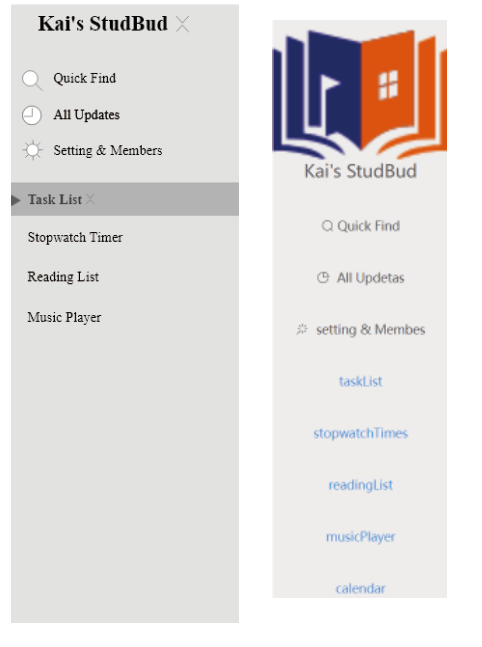 Kai's StudBud
Quick Find
All Updates
Setting & Members
Task List
Stopwatch Timer
Reading List
Music Player
Kai's StudBud
Quick Find
All Updetas
setting & Membes
taskList
stopwatchTimes
readingList
musicPlayer
calendar